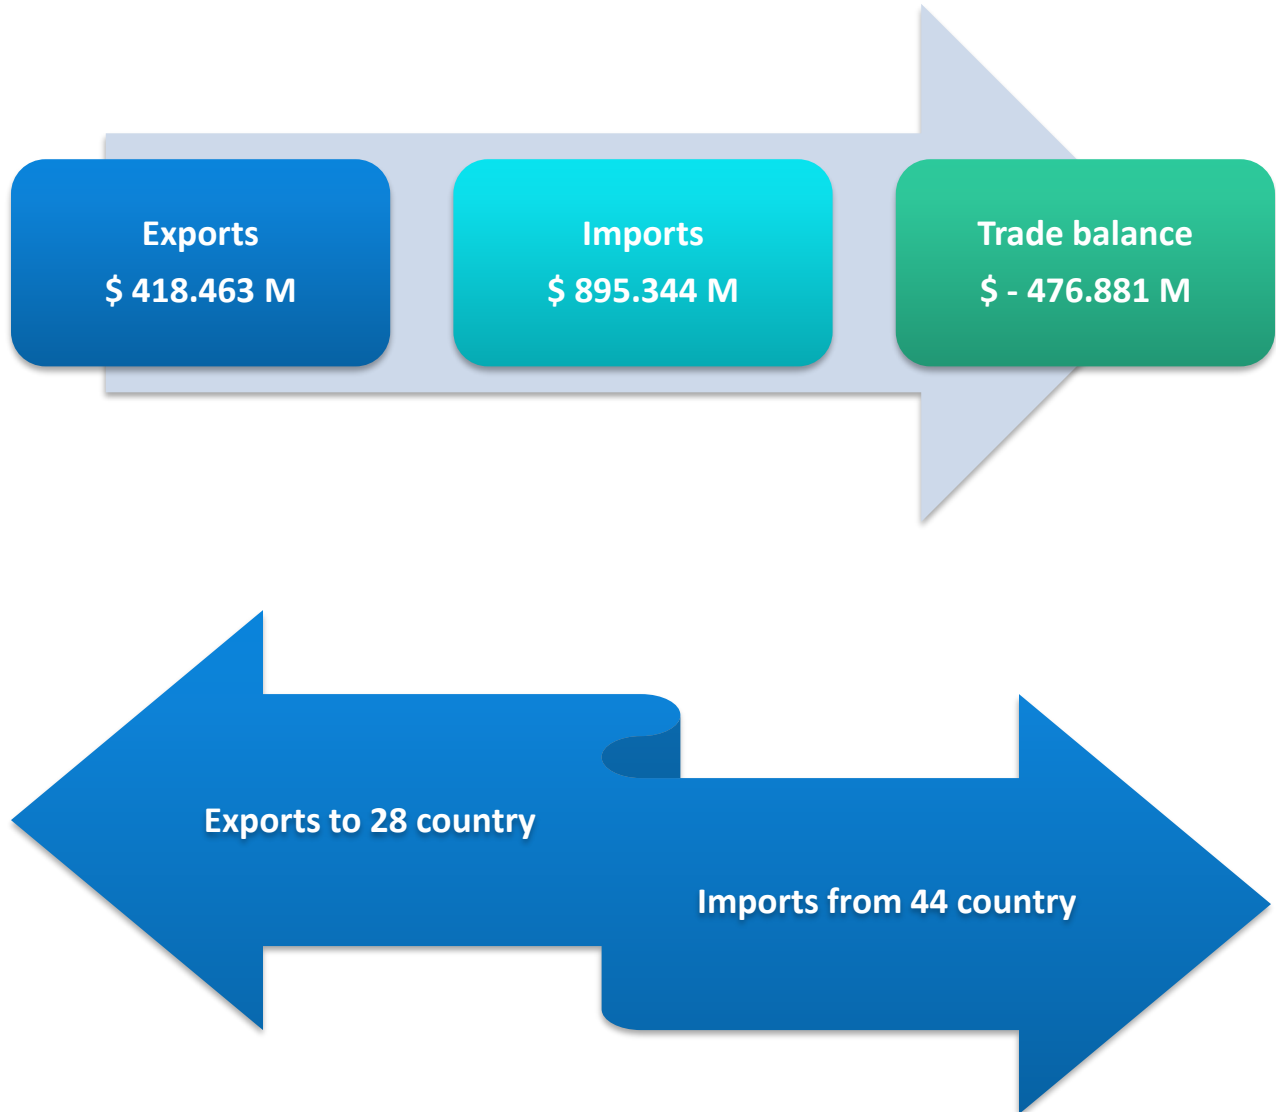 Exports
$ 418.463 M
Imports
$ 895.344 M
Trade balance
$ - 476.881 M
Exports to 28 country
Imports from 44 country